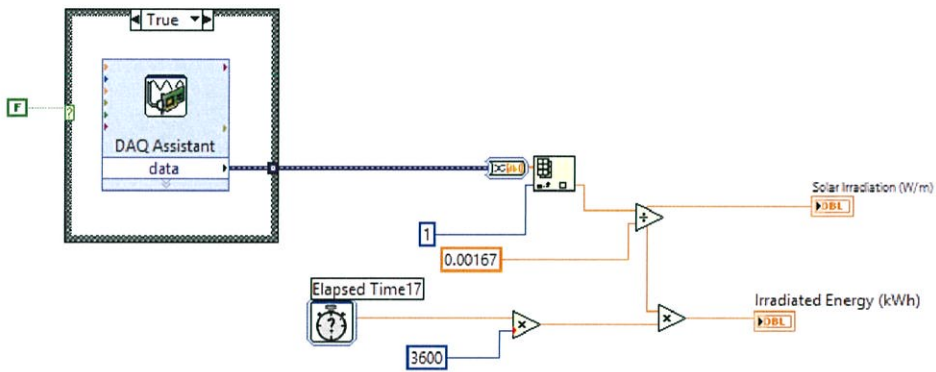 True
F
?
DAQ Assistant
data
1
0.00167
Solar Irradiation (W/m)
DBL
Elapsed Time17
?
3600
Irradiated Energy (kWh)
DBL